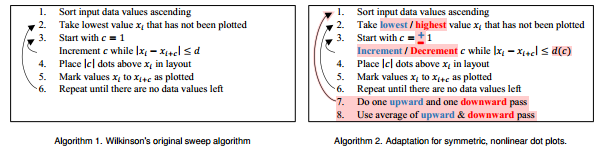 1. Sort input data values ascending
2. Take lowest value xᵢ that has not been plotted
3. Start with c = 1
Increment c while |xᵢ − xᵢ₊c| ≤ d
4. Place |c| dots above xᵢ in layout
5. Mark values xᵢ to xᵢ₊c as plotted
6. Repeat until there are no data values left
Algorithm 1. Wilkinson's original sweep algorithm
1. Sort input data values ascending
2. Take lowest / highest value xᵢ that has not been plotted
3. Start with c = ± 1
Increment / Decrement c while |xᵢ − xᵢ₊c| ≤ d(c)
4. Place |c| dots above xᵢ in layout
5. Mark values xᵢ to xᵢ₊c as plotted
6. Repeat until there are no data values left
7. Do one upward and one downward pass
8. Use average of upward & downward pass
Algorithm 2. Adaptation for symmetric, nonlinear dot plots.